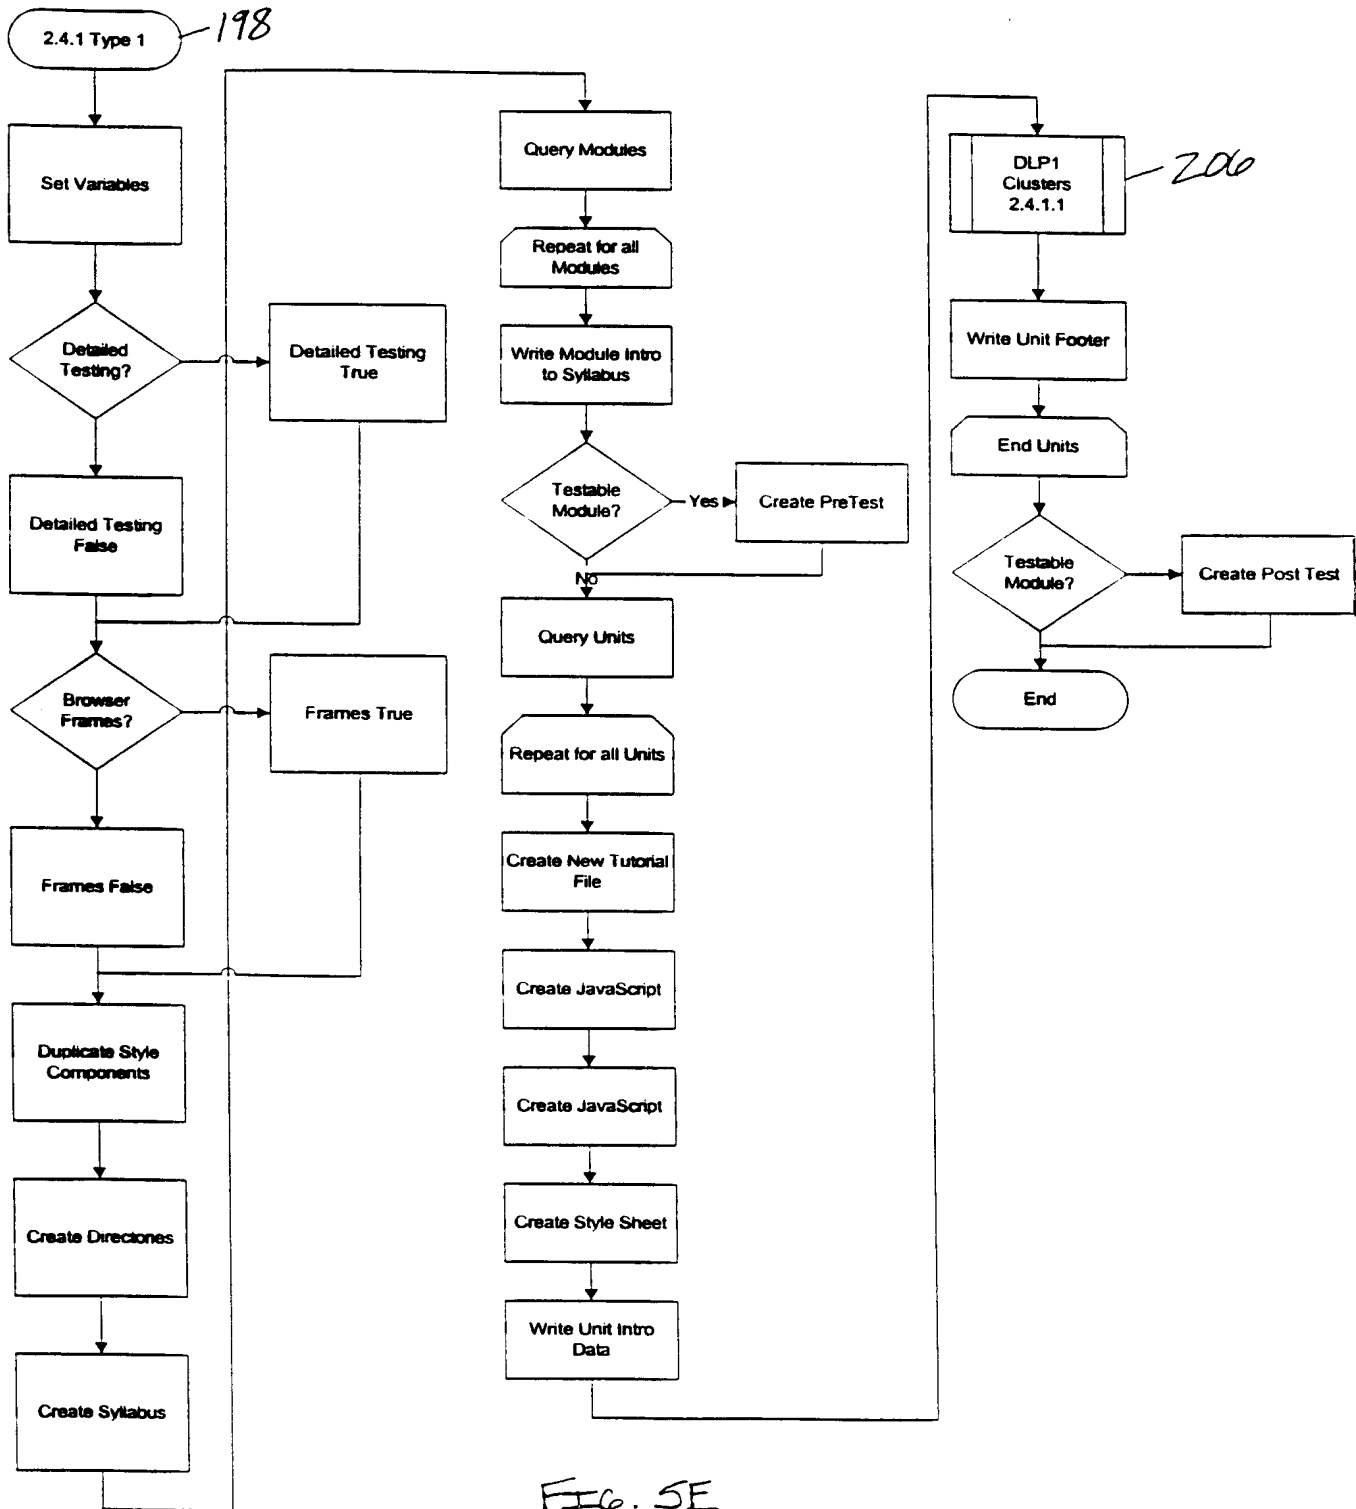 2.4.1 Type 1
198
Set Variables
Detailed
Testing?
Detailed Testing
True
Detailed Testing
False
Browser
Frames?
Frames True
Frames False
Duplicate Style
Components
Create Directories
Create Syllabus
Query Modules
Repeat for all
Modules
Write Module Intro
to Syllabus
Testable
Module?
Yes
Create PreTest
No
Query Units
Repeat for all Units
Create New Tutorial
File
Create JavaScript
Create JavaScript
Create Style Sheet
Write Unit Intro
Data
DLP1
Clusters
2.4.1.1
206
Write Unit Footer
End Units
Testable
Module?
Create Post Test
End
FIG. 5E